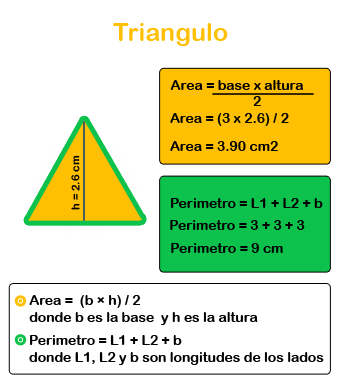 Triangulo
Area = base x altura
2
Area = (3 x 2.6) / 2
Area = 3.90 cm2
h = 2.6 cm
Perimetro = L1 + L2 + b
Perimetro = 3 + 3 + 3
Perimetro = 9 cm
Area = (b × h) / 2
donde b es la base y h es la altura
Perimetro = L1 + L2 + b
donde L1, L2 y b son longitudes de los lados